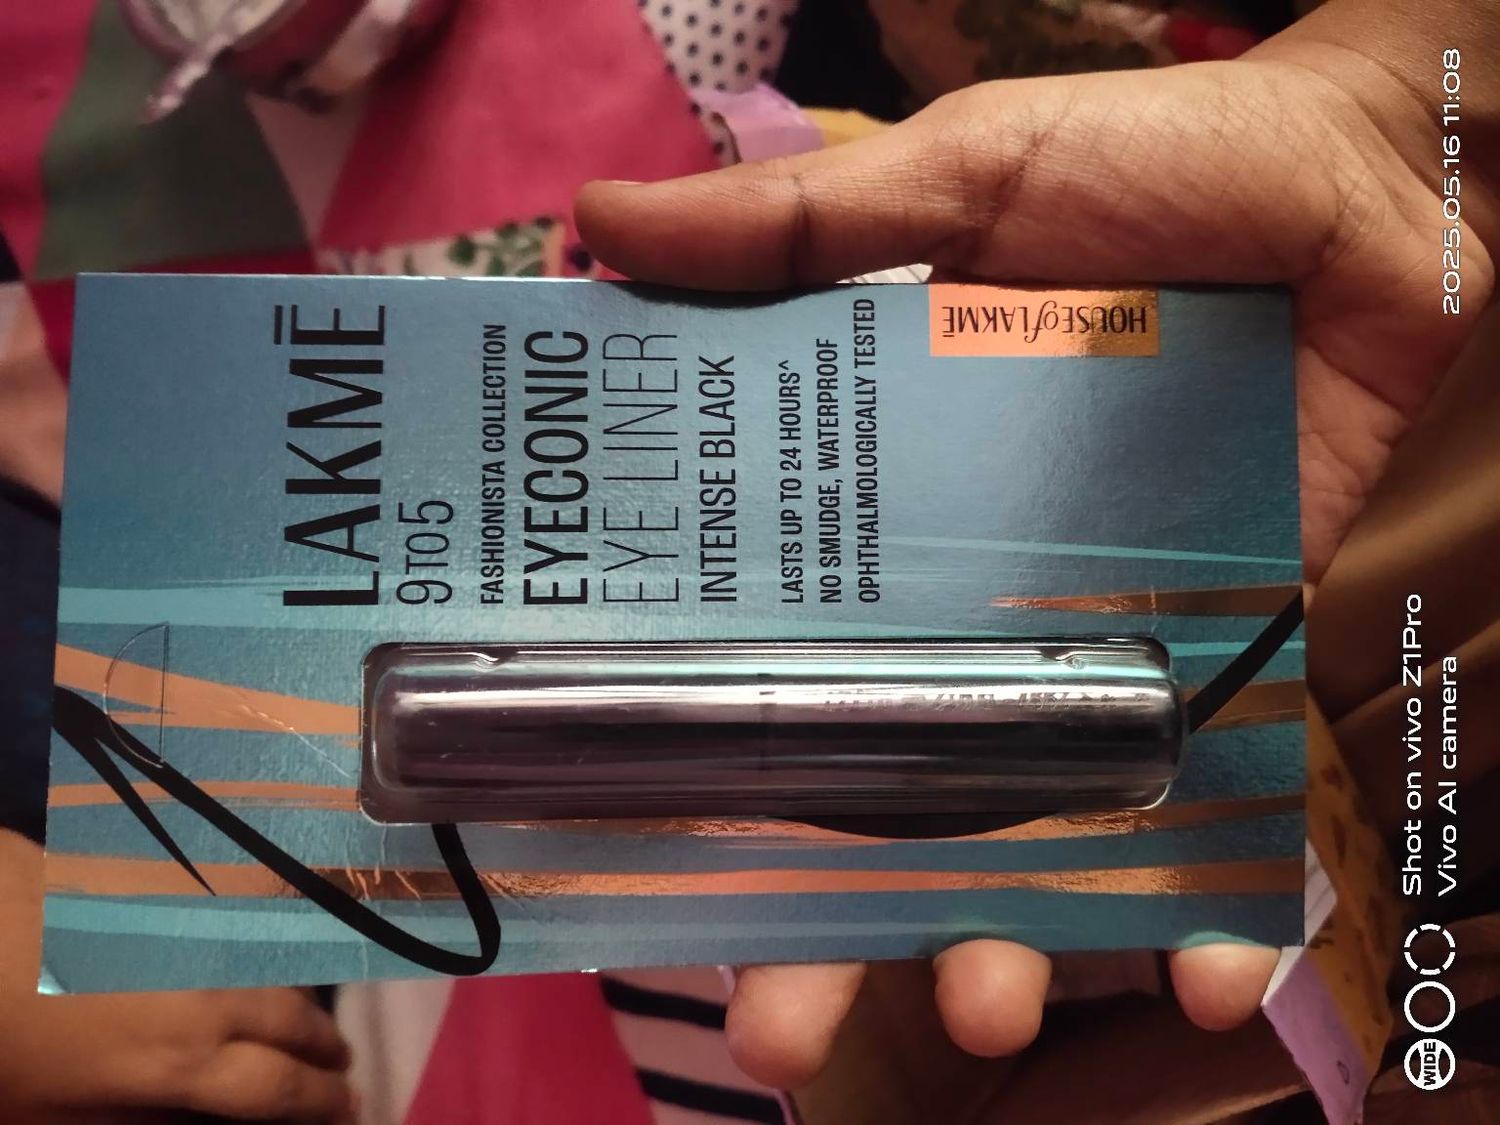 LAKMĒ
9TO5
FASHIONISTA COLLECTION
EYECONIC
EYE LINER
INTENSE BLACK
LASTS UP TO 24 HOURS^
NO SMUDGE, WATERPROOF
OPHTHALMOLOGICALLY TESTED
HOUSE of LAKMĒ
WIDE
Shot on vivo Z1Pro
Vivo AI camera
2025.05.16 11:08